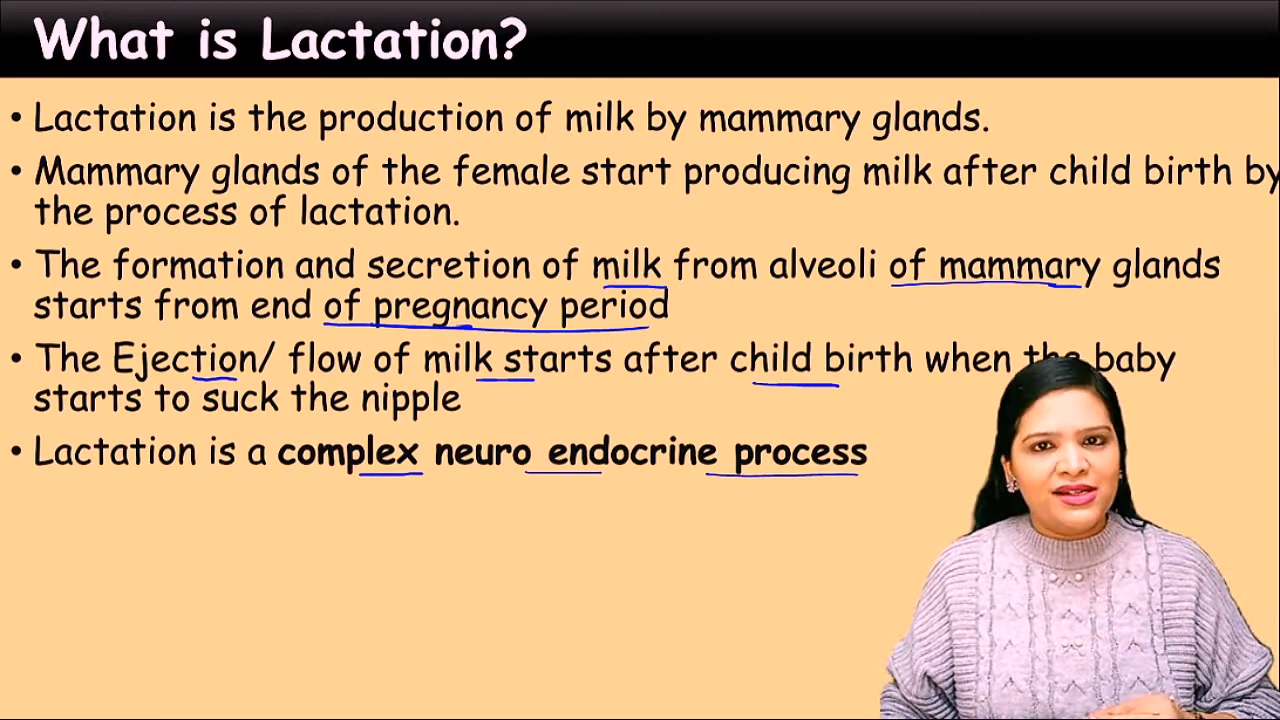 What is Lactation?
• Lactation is the production of milk by mammary glands.
• Mammary glands of the female start producing milk after child birth by
the process of lactation.
• The formation and secretion of milk from alveoli of mammary glands
starts from end of pregnancy period
• The Ejection/ flow of milk starts after child birth when the baby
starts to suck the nipple
• Lactation is a complex neuro endocrine process